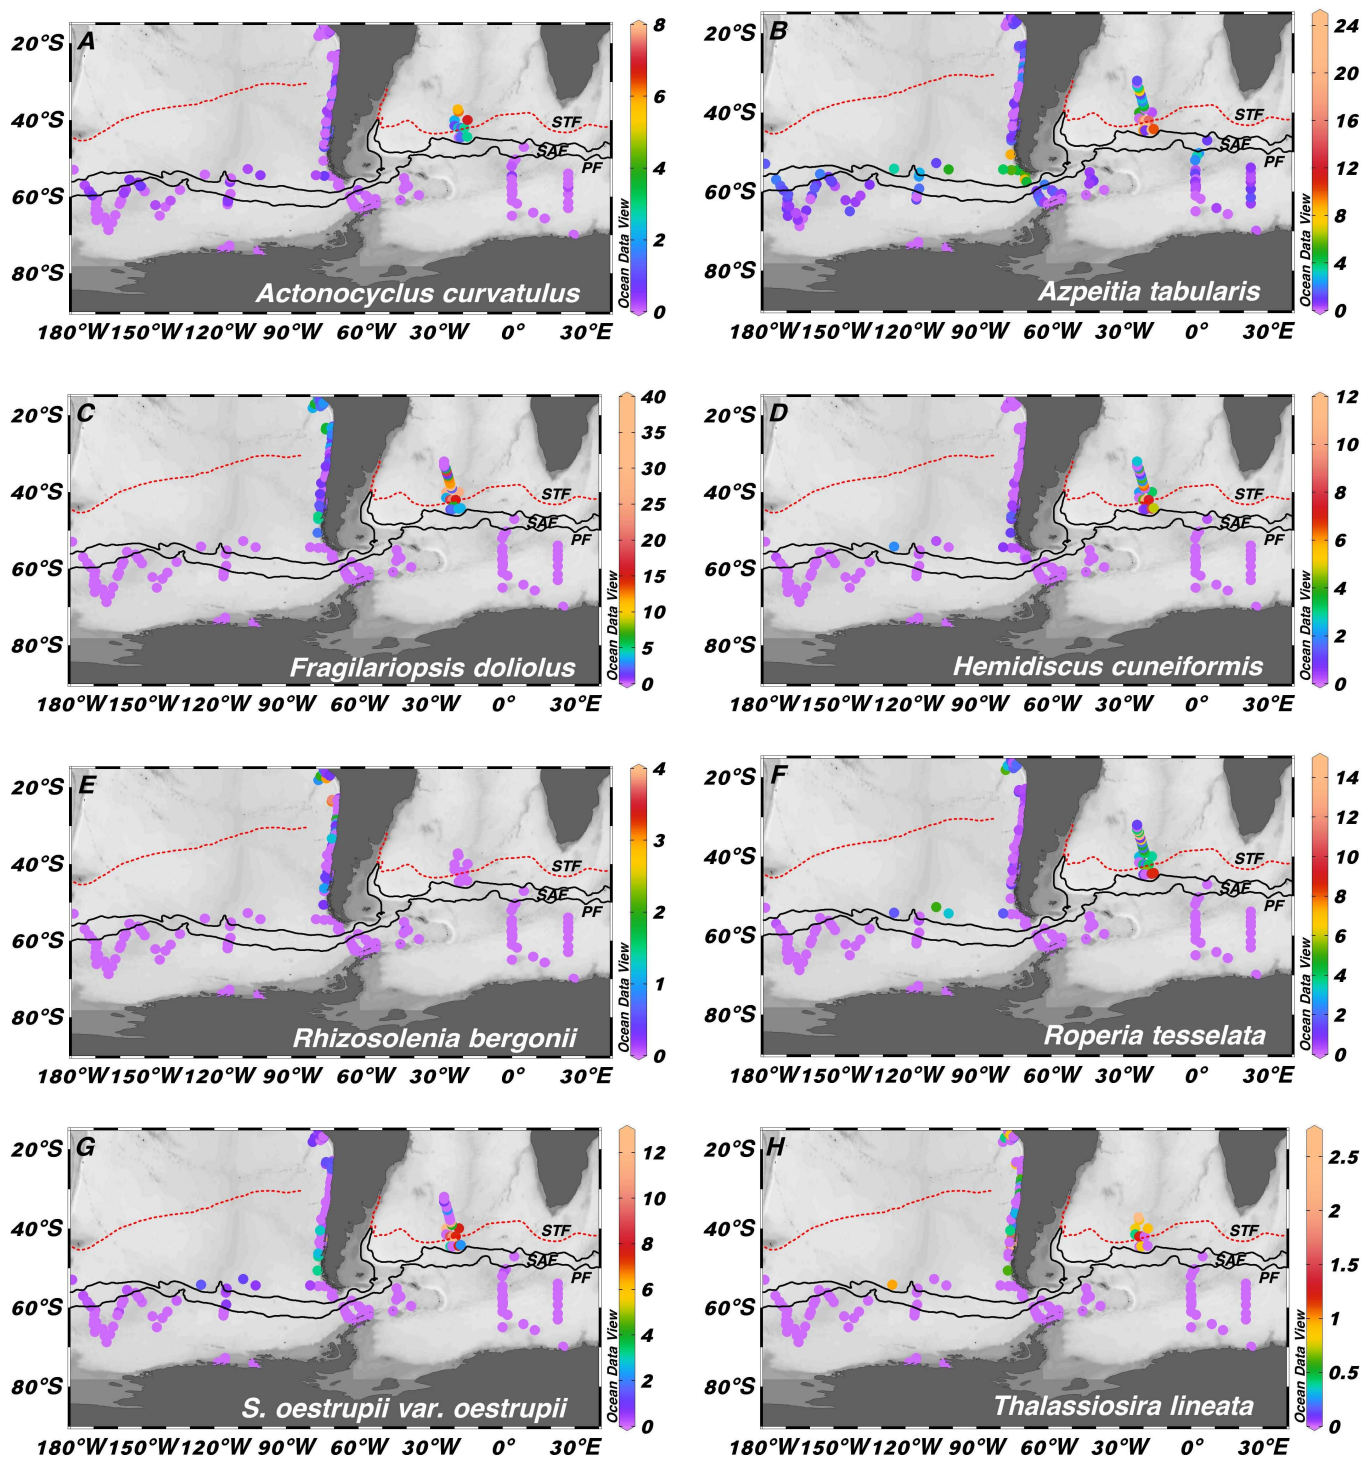 A
20°S
40°S
60°S
80°S
STF
SAF
PF
Actonocyclus curvatulus
180°W 150°W 120°W 90°W 60°W 30°W 0° 30°E
Ocean Data View
8
6
4
2
0
B
20°S
40°S
60°S
80°S
STF
SAF
PF
Azpeitia tabularis
180°W 150°W 120°W 90°W 60°W 30°W 0° 30°E
Ocean Data View
24
20
16
12
8
4
0
C
20°S
40°S
60°S
80°S
STF
SAF
PF
Fragilariopsis doliolus
180°W 150°W 120°W 90°W 60°W 30°W 0° 30°E
Ocean Data View
40
35
30
25
20
15
10
5
0
D
20°S
40°S
60°S
80°S
STF
SAF
PF
Hemidiscus cuneiformis
180°W 150°W 120°W 90°W 60°W 30°W 0° 30°E
Ocean Data View
12
10
8
6
4
2
0
E
20°S
40°S
60°S
80°S
STF
SAF
PF
Rhizosolenia bergonii
180°W 150°W 120°W 90°W 60°W 30°W 0° 30°E
Ocean Data View
4
3
2
1
0
F
20°S
40°S
60°S
80°S
STF
SAF
PF
Roperia tesselata
180°W 150°W 120°W 90°W 60°W 30°W 0° 30°E
Ocean Data View
14
12
10
8
6
4
2
0
G
20°S
40°S
60°S
80°S
STF
SAF
PF
S. oestrupii var. oestrupii
180°W 150°W 120°W 90°W 60°W 30°W 0° 30°E
Ocean Data View
12
10
8
6
4
2
0
H
20°S
40°S
60°S
80°S
STF
SAF
PF
Thalassiosira lineata
180°W 150°W 120°W 90°W 60°W 30°W 0° 30°E
Ocean Data View
2.5
2
1.5
1
0.5
0